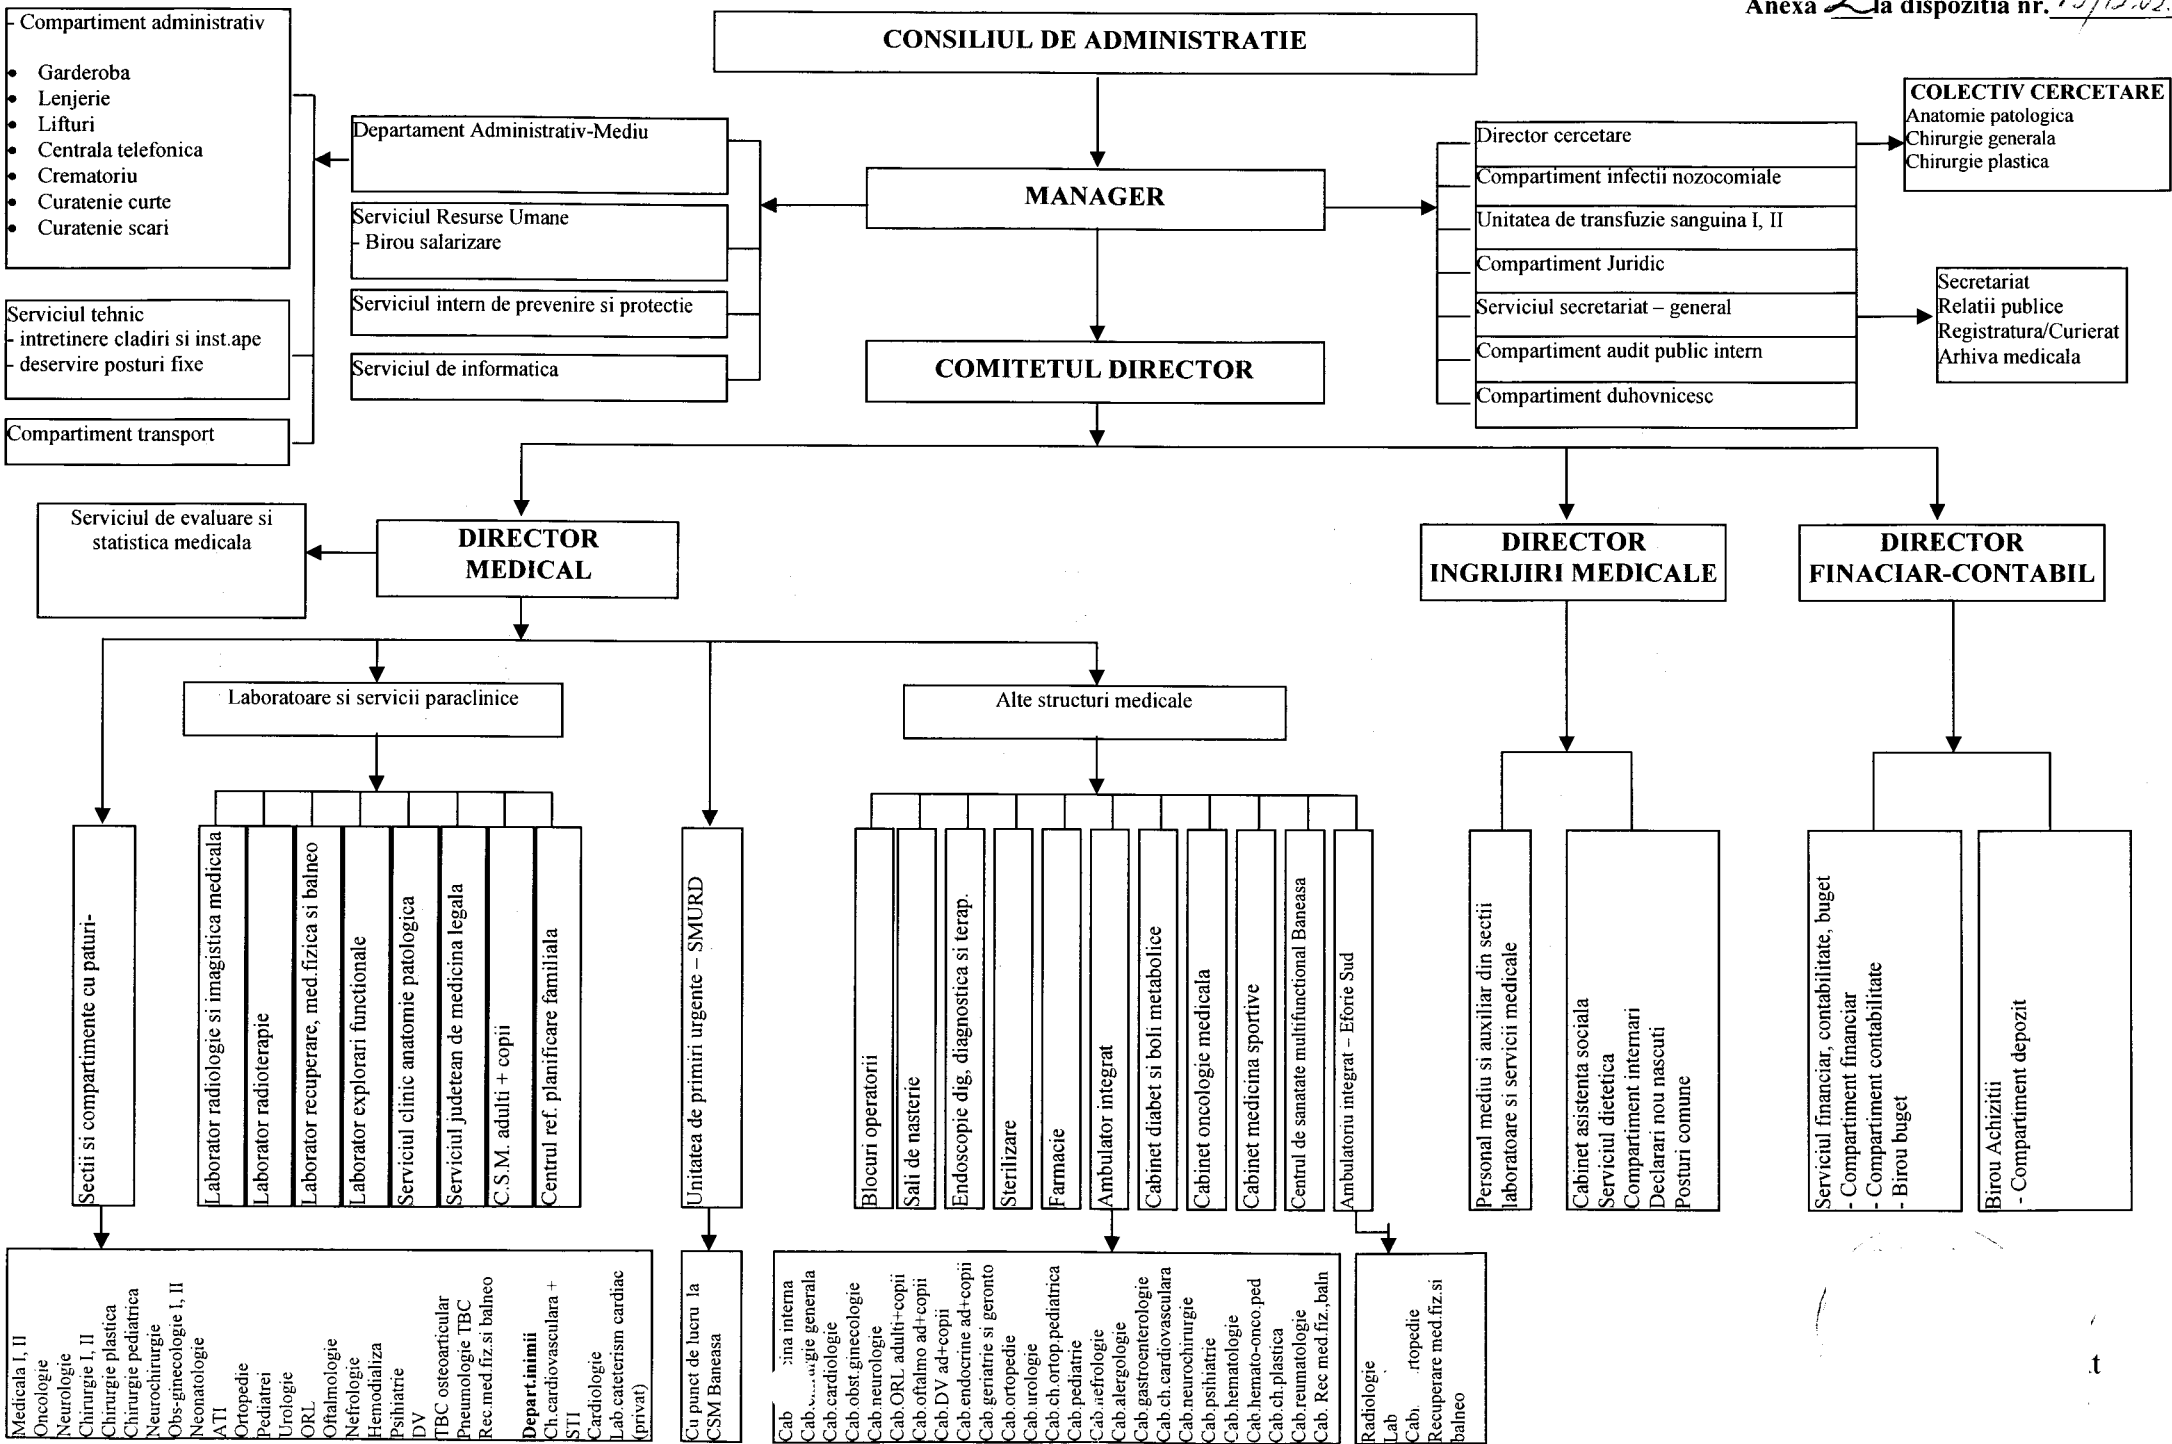 Anexa la dispozitia nr.
CONSILIUL DE ADMINISTRATIE
- Compartiment administrativ
• Garderoba
• Lenjerie
• Lifturi
• Centrala telefonica
• Crematoriu
• Curatenie curte
• Curatenie scari
Serviciul tehnic
- intretinere cladiri si inst.ape
- deservire posturi fixe
Compartiment transport
Departament Administrativ-Mediu
Serviciul Resurse Umane
- Birou salarizare
Serviciul intern de prevenire si protectie
Serviciul de informatica
MANAGER
COMITETUL DIRECTOR
Director cercetare
Compartiment infectii nozocomiale
Unitatea de transfuzie sanguina I, II
Compartiment Juridic
Serviciul secretariat – general
Compartiment audit public intern
Compartiment duhovnicesc
COLECTIV CERCETARE
Anatomie patologica
Chirurgie generala
Chirurgie plastica
Secretariat
Relatii publice
Registratura/Curierat
Arhiva medicala
Serviciul de evaluare si
statistica medicala
DIRECTOR
MEDICAL
DIRECTOR
INGRIJIRI MEDICALE
DIRECTOR
FINACIAR-CONTABIL
Laboratoare si servicii paraclinice
Alte structuri medicale
Sectii si compartimente cu paturi-
Laborator radiologie si imagistica medicala
Laborator radioterapie
Laborator recuperare, med.fizica si balneo
Laborator explorari functionale
Serviciul clinic anatomie patologica
Serviciul judetean de medicina legala
C.S.M. adulti + copii
Centrul ref. planificare familiala
Unitatea de primiri urgente – SMURD
Blocuri operatorii
Sali de nasterie
Endoscopie dig, diagnostica si terap.
Sterilizare
Farmacie
Ambulator integrat
Cabinet diabet si boli metabolice
Cabinet oncologie medicala
Cabinet medicina sportive
Centrul de sanatate multifunctional Baneasa
Ambulatoriu integrat – Eforie Sud
Personal mediu si auxiliar din sectii
laboratoare si servicii medicale
Cabinet asistenta sociala
Serviciul dietetica
Compartiment internari
Declarari nou nascuti
Posturi comune
Serviciul financiar, contabilitate, buget
- Compartiment financiar
- Compartiment contabilitate
- Birou buget
Birou Achizitii
- Compartiment depozit
Medicala I, II
Oncologie
Neurologie
Chirurgie I, II
Chirurgie plastica
Chirurgie pediatrica
Neurochirurgie
Obs-ginecologie I, II
Neonatologie
ATI
Ortopedie
Pediatrei
Urologie
ORL
Oftalmologie
Nefrologie
Hemodializa
Psihiatrie
DV
TBC osteoarticular
Pneumologie TBC
Rec.med.fiz.si balneo
Depart.inimii
Ch.cardiovasculara +
STI
Cardiologie
Lab.cateterism cardiac
(privat)
Cu punct de lucru la
CSM Baneasa
Cab interna
generala
Cab.cardiologie
Cab.obst.ginecologie
Cab.neurologie
Cab.ORL adulti+copii
Cab.oftalmo ad+copii
Cab.DV ad+copii
Cab.endocrine ad+copii
Cab.geriatrie si geronto
Cab.ortopedie
Cab.urologie
Cab.ch.ortop.pediatrica
Cab.pediatrie
Cab.nefrologie
Cab.alergologie
Cab.gastroenterologie
Cab.ch.cardiovasculara
Cab.neurochirurgie
Cab.psihiatrie
Cab.hematologie
Cab.hemato-onco.ped
Cab.ch.plastica
Cab.reumatologie
Cab. Rec med.fiz.,baln
Radiologie
Lab
Recuperare med.fiz.si
balneo